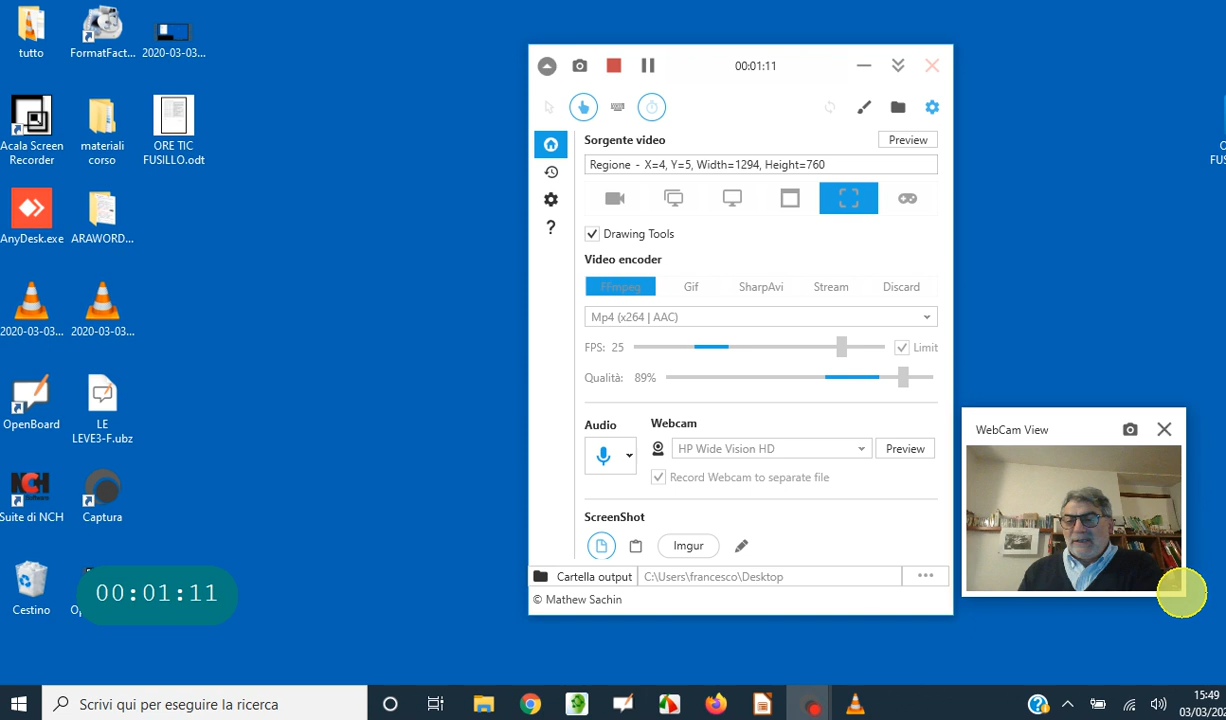 tutto
FormatFact...
2020-03-03...
Acala Screen
Recorder
materiali
corso
ORE TIC
FUSILLO.odt
AnyDesk.exe
ARAWORD...
2020-03-03...
2020-03-03...
OpenBoard
LE
LEVE3-F.ubz
NCH
Software
Suite di NCH
Captura
Cestino
00:01:11
00:01:11
Sorgente video
Preview
Regione - X=4, Y=5, Width=1294, Height=760
Drawing Tools
Video encoder
FFmpeg
Gif
SharpAvi
Stream
Discard
Mp4 (x264 | AAC)
FPS: 25
Limit
Qualità: 89%
Audio
Webcam
HP Wide Vision HD
Preview
Record Webcam to separate file
ScreenShot
Imgur
Cartella output
C:\Users\francesco\Desktop
© Mathew Sachin
WebCam View
FUS
Scrivi qui per eseguire la ricerca
15:49
03/03/202